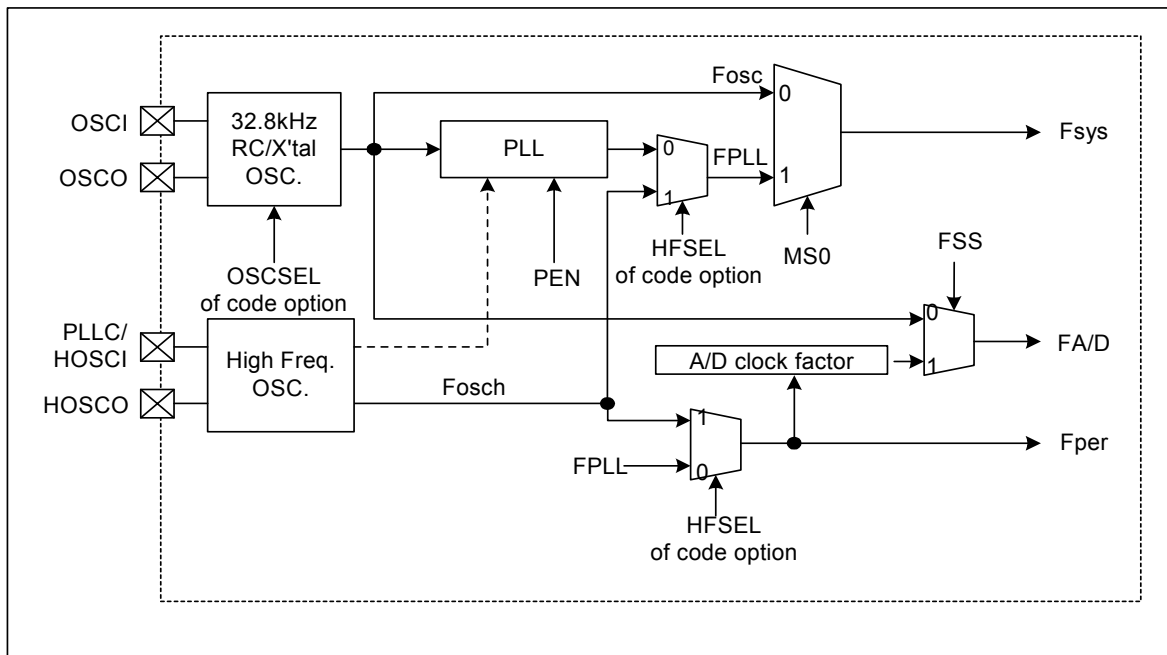 Fosc
0
OSCI
32.8kHz
RC/X'tal
OSC.
Fsys
PLL
0
FPLL
1
OSCO
1
HFSEL
of code option
MS0
FSS
OSCSEL
of code option
PEN
PLLC/
HOSCI
0
High Freq.
OSC.
A/D clock factor
1
FA/D
HOSCO
Fosch
1
Fper
FPLL
0
HFSEL
of code option